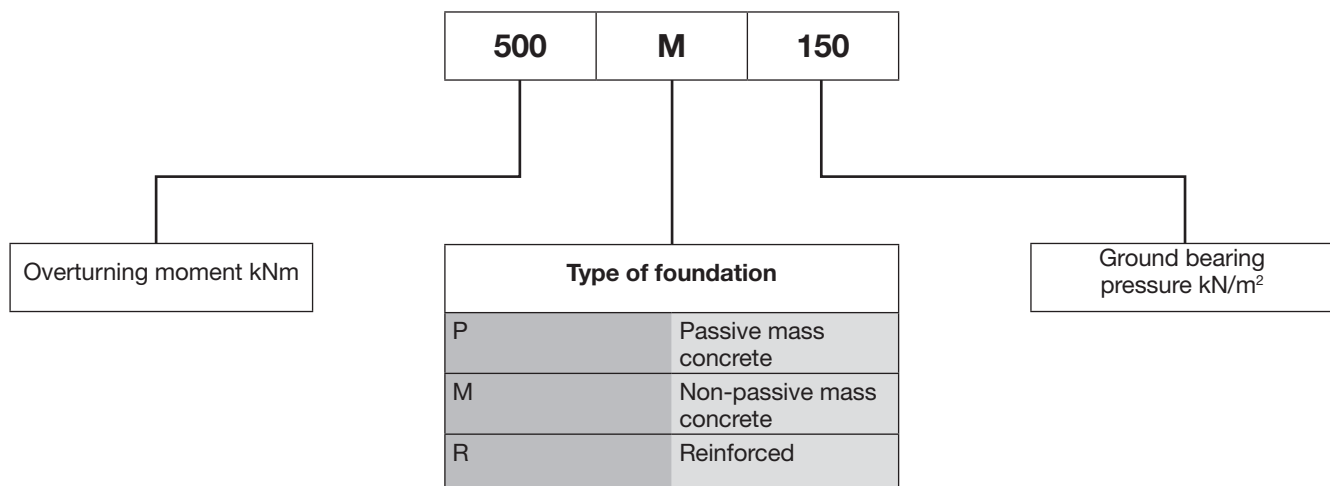 500 M 150
Overturning moment kNm
Type of foundation
P Passive mass
concrete
M Non-passive mass
concrete
R Reinforced
Ground bearing
pressure kN/m²